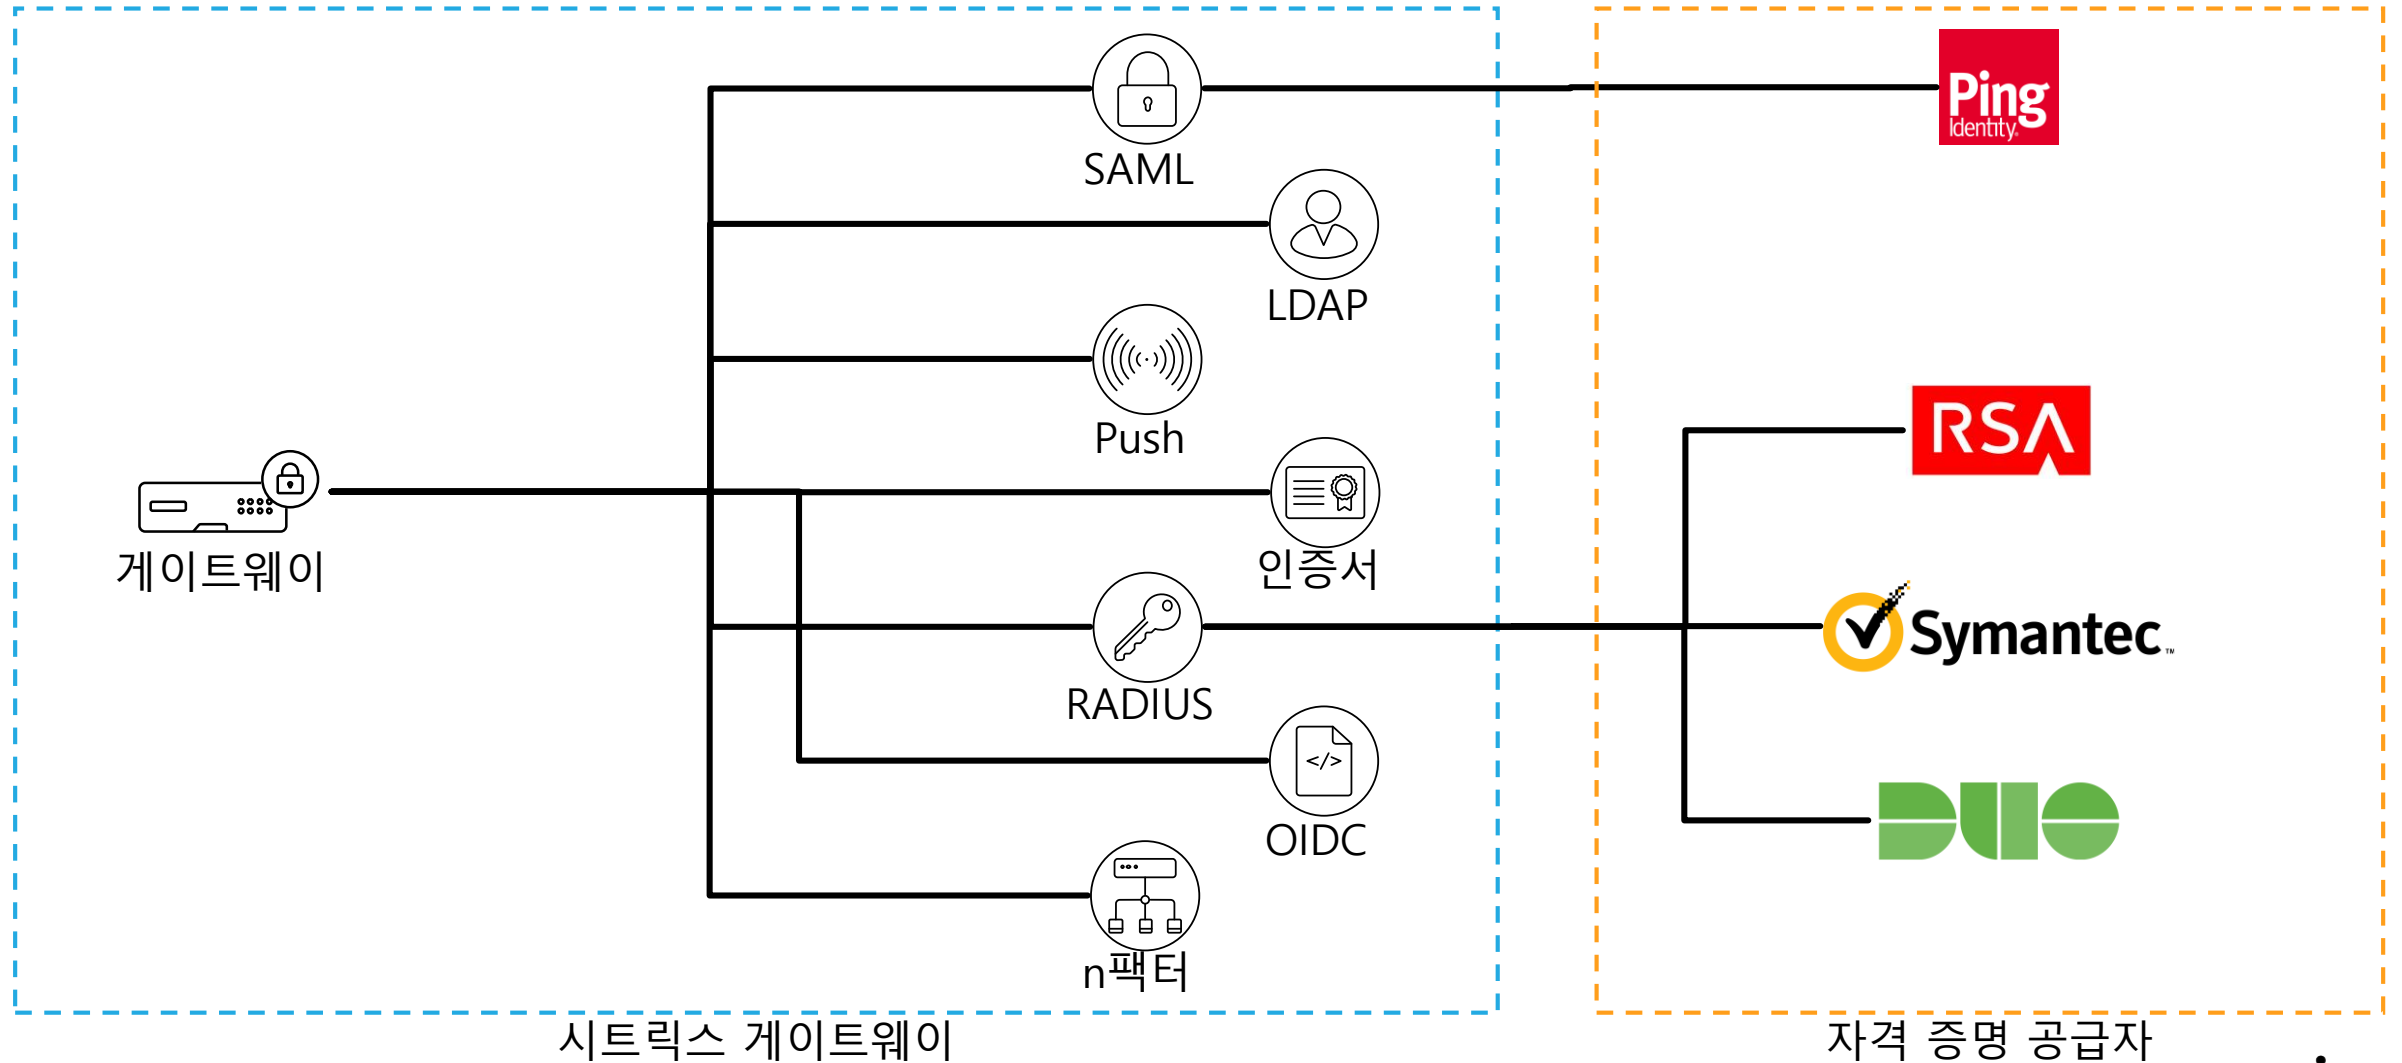 SAML
Ping
Identity®
LDAP
Push
게이트웨이
인증서
RADIUS
</>
OIDC
n팩터
RSA
Symantec™
DUO
시트릭스 게이트웨이
자격 증명 공급자